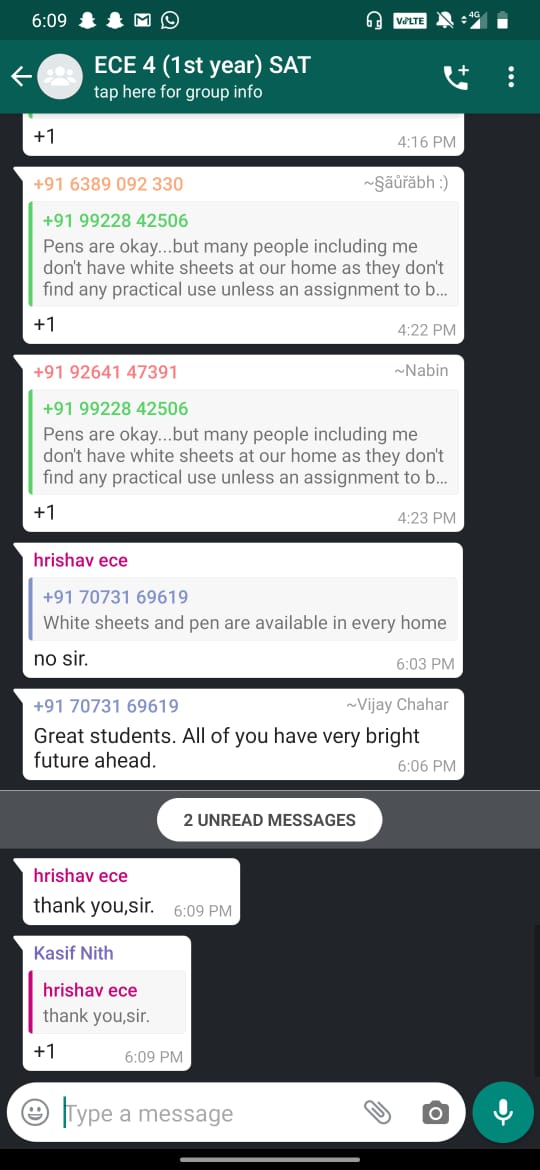 6:09
4G
VoLTE
ECE 4 (1st year) SAT
tap here for group info
+1
4:16 PM
+91 6389 092 330 ~§ãůřăbh :)
+91 99228 42506
Pens are okay...but many people including me
don't have white sheets at our home as they don't
find any practical use unless an assignment to b...
+1
4:22 PM
+91 92641 47391 ~Nabin
+91 99228 42506
Pens are okay...but many people including me
don't have white sheets at our home as they don't
find any practical use unless an assignment to b...
+1
4:23 PM
hrishav ece
+91 70731 69619
White sheets and pen are available in every home
no sir.
6:03 PM
+91 70731 69619 ~Vijay Chahar
Great students. All of you have very bright
future ahead.
6:06 PM
2 UNREAD MESSAGES
hrishav ece
thank you,sir. 6:09 PM
Kasif Nith
hrishav ece
thank you,sir.
+1
6:09 PM
Type a message